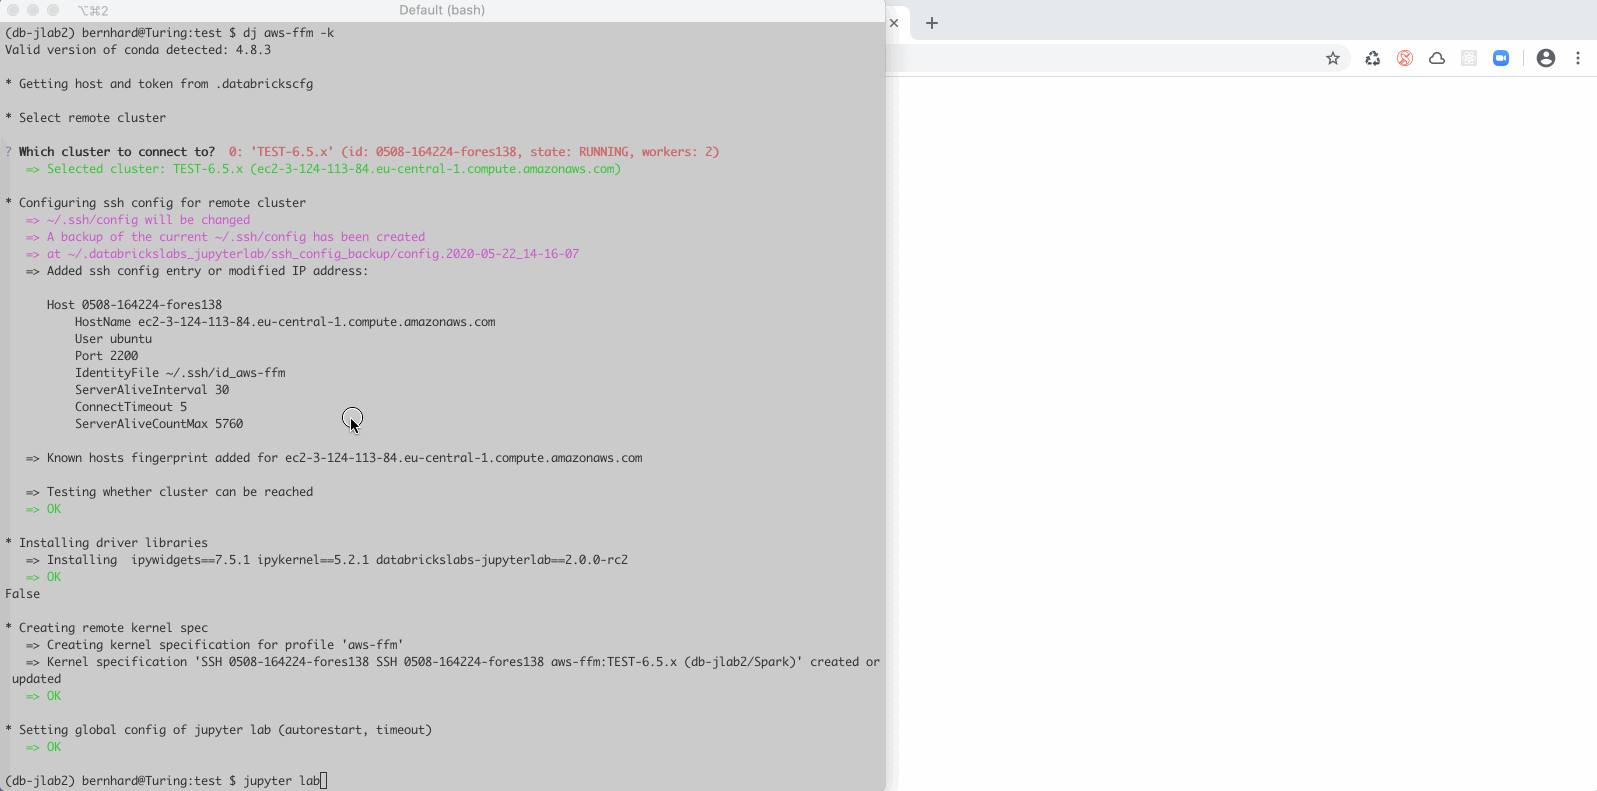 ⌥⌘2
Default (bash)
(db-jlab2) bernhard@Turing:test $ dj aws-ffm -k
Valid version of conda detected: 4.8.3
* Getting host and token from .databrickscfg
* Select remote cluster
? Which cluster to connect to?  0: 'TEST-6.5.x' (id: 0508-164224-fores138, state: RUNNING, workers: 2)
   => Selected cluster: TEST-6.5.x (ec2-3-124-113-84.eu-central-1.compute.amazonaws.com)
* Configuring ssh config for remote cluster
   => ~/.ssh/config will be changed
   => A backup of the current ~/.ssh/config has been created
   => at ~/.databrickslabs_jupyterlab/ssh_config_backup/config.2020-05-22_14-16-07
   => Added ssh config entry or modified IP address:
      Host 0508-164224-fores138
          HostName ec2-3-124-113-84.eu-central-1.compute.amazonaws.com
          User ubuntu
          Port 2200
          IdentityFile ~/.ssh/id_aws-ffm
          ServerAliveInterval 30
          ConnectTimeout 5
          ServerAliveCountMax 5760
   => Known hosts fingerprint added for ec2-3-124-113-84.eu-central-1.compute.amazonaws.com
   => Testing whether cluster can be reached
   => OK
* Installing driver libraries
   => Installing  ipywidgets==7.5.1 ipykernel==5.2.1 databrickslabs-jupyterlab==2.0.0-rc2
   => OK
False
* Creating remote kernel spec
   => Creating kernel specification for profile 'aws-ffm'
   => Kernel specification 'SSH 0508-164224-fores138 SSH 0508-164224-fores138 aws-ffm:TEST-6.5.x (db-jlab2/Spark)' created or
 updated
   => OK
* Setting global config of jupyter lab (autorestart, timeout)
   => OK
(db-jlab2) bernhard@Turing:test $ jupyter lab